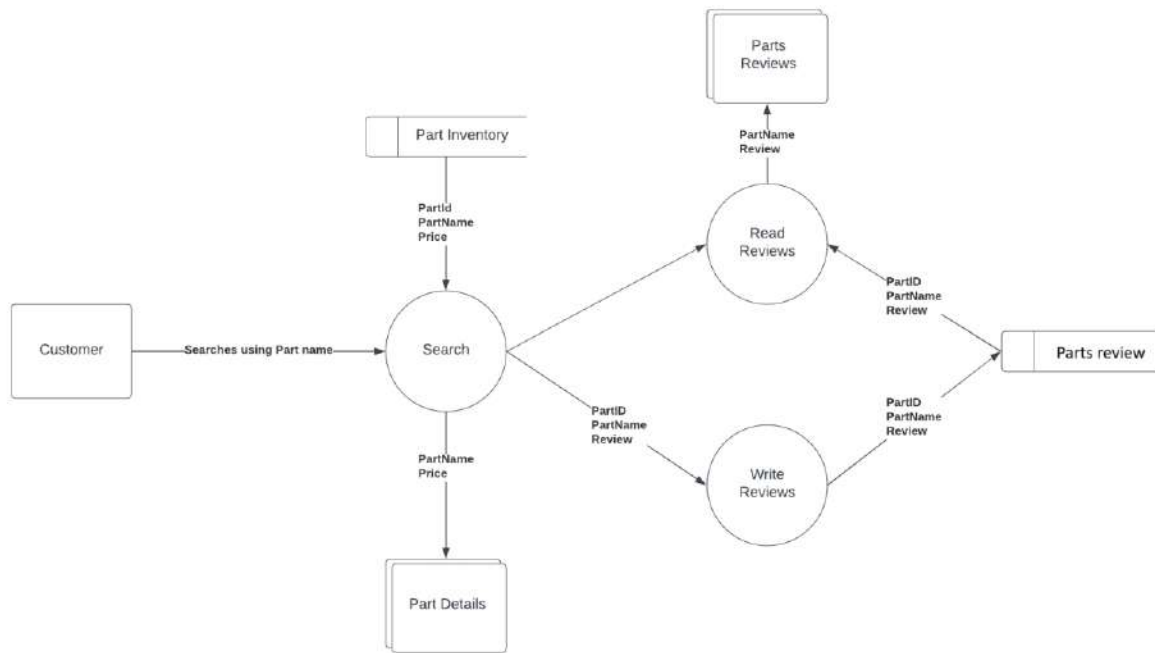 Parts
Reviews
Part Inventory
PartName
Review
PartId
PartName
Price
Read
Reviews
PartID
PartName
Review
Customer
Searches using Part name
Search
Parts review
PartID
PartName
Review
PartID
PartName
Review
PartName
Price
Write
Reviews
Part Details